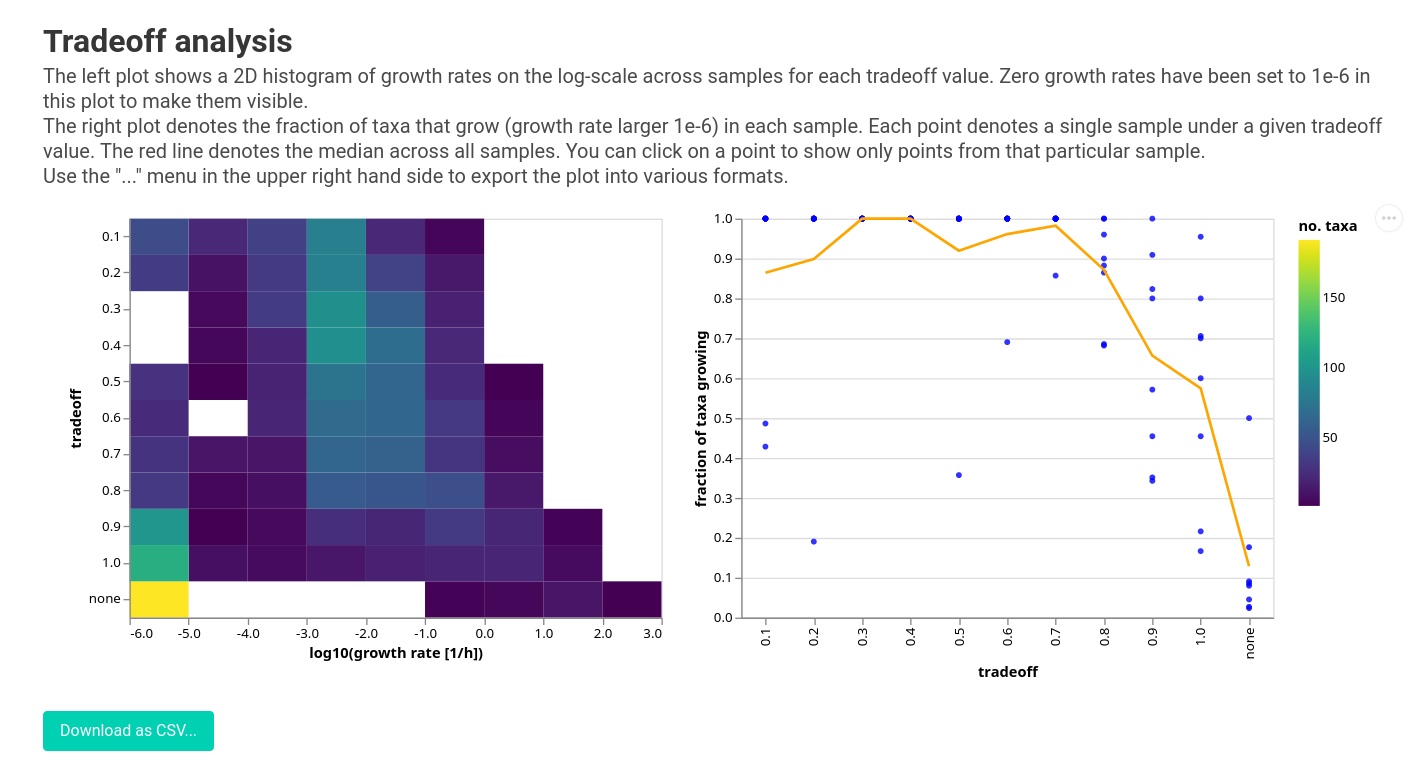 Tradeoff analysis
The left plot shows a 2D histogram of growth rates on the log-scale across samples for each tradeoff value. Zero growth rates have been set to 1e-6 in
this plot to make them visible.
The right plot denotes the fraction of taxa that grow (growth rate larger 1e-6) in each sample. Each point denotes a single sample under a given tradeoff
value. The red line denotes the median across all samples. You can click on a point to show only points from that particular sample.
Use the "..." menu in the upper right hand side to export the plot into various formats.
tradeoff
0.1
0.2
0.3
0.4
0.5
0.6
0.7
0.8
0.9
1.0
none
-6.0 -5.0 -4.0 -3.0 -2.0 -1.0 0.0 1.0 2.0 3.0
log10(growth rate [1/h])
fraction of taxa growing
1.0
0.9
0.8
0.7
0.6
0.5
0.4
0.3
0.2
0.1
0.0
0.1 0.2 0.3 0.4 0.5 0.6 0.7 0.8 0.9 1.0 none
tradeoff
no. taxa
150
100
50
Download as CSV...